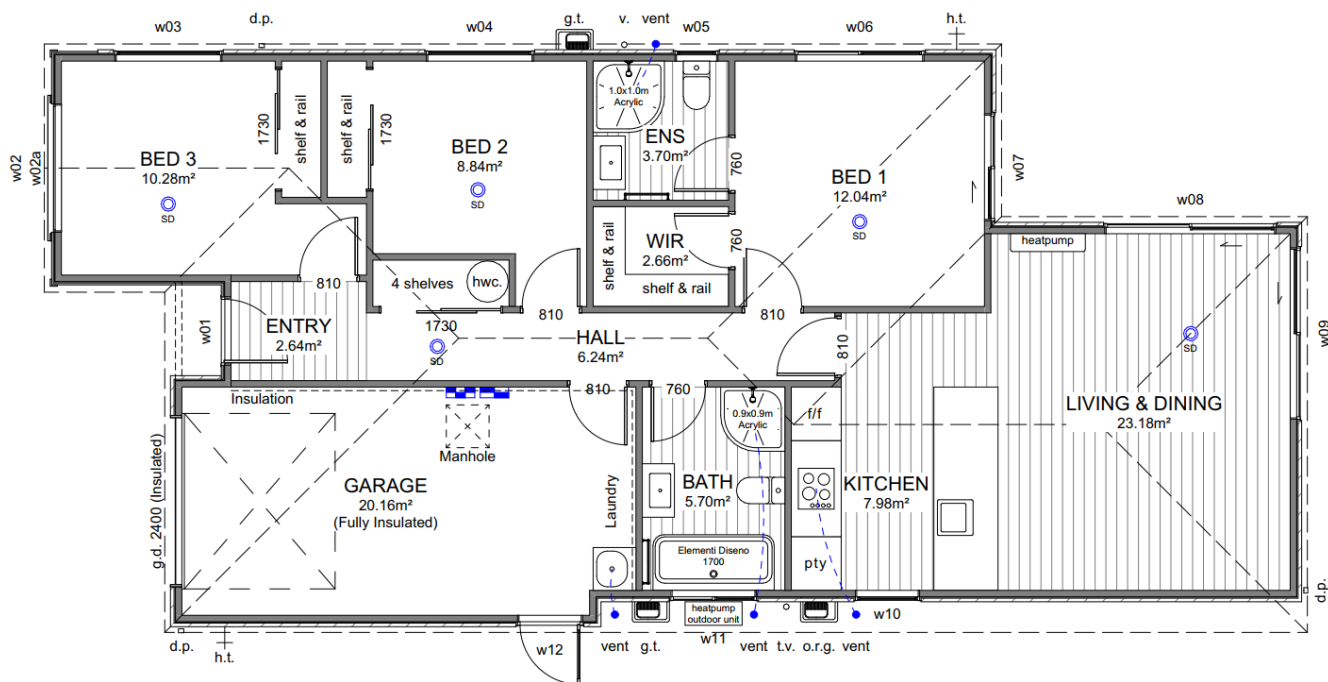 w03
d.p.
w04
g.t.
v.
vent
w05
w06
h.t.
1.0x1.0m
Acrylic
shelf & rail
1730
shelf & rail
1730
BED 3
10.28m²
SD
w02
w02a
BED 2
8.84m²
SD
ENS
3.70m²
760
BED 1
12.04m²
SD
w07
w08
heatpump
WIR
2.66m²
760
shelf & rail
shelf & rail
4 shelves
hwc.
810
810
810
1730
w01
ENTRY
2.64m²
SD
HALL
6.24m²
810
SD
w09
Insulation
810
760
0.9x0.9m
Acrylic
f/f
LIVING & DINING
23.18m²
Manhole
g.d. 2400 (Insulated)
GARAGE
20.16m²
(Fully Insulated)
Laundry
BATH
5.70m²
KITCHEN
7.98m²
Elementi Diseno
1700
pty
d.p.
heatpump
outdoor unit
w10
d.p.
h.t.
w12
vent
g.t.
w11
vent
t.v.
o.r.g.
vent